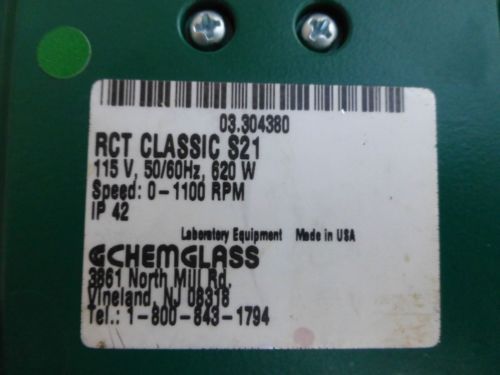 03.304380
RCT CLASSIC S21
115 V, 50/60Hz, 620 W
Speed: 0-1100 RPM
IP 42
Laboratory Equipment Made in USA
GCHEMGLASS
3861 North Mill Rd.
Vineland, NJ 08318
Tel.: 1-800-843-1794